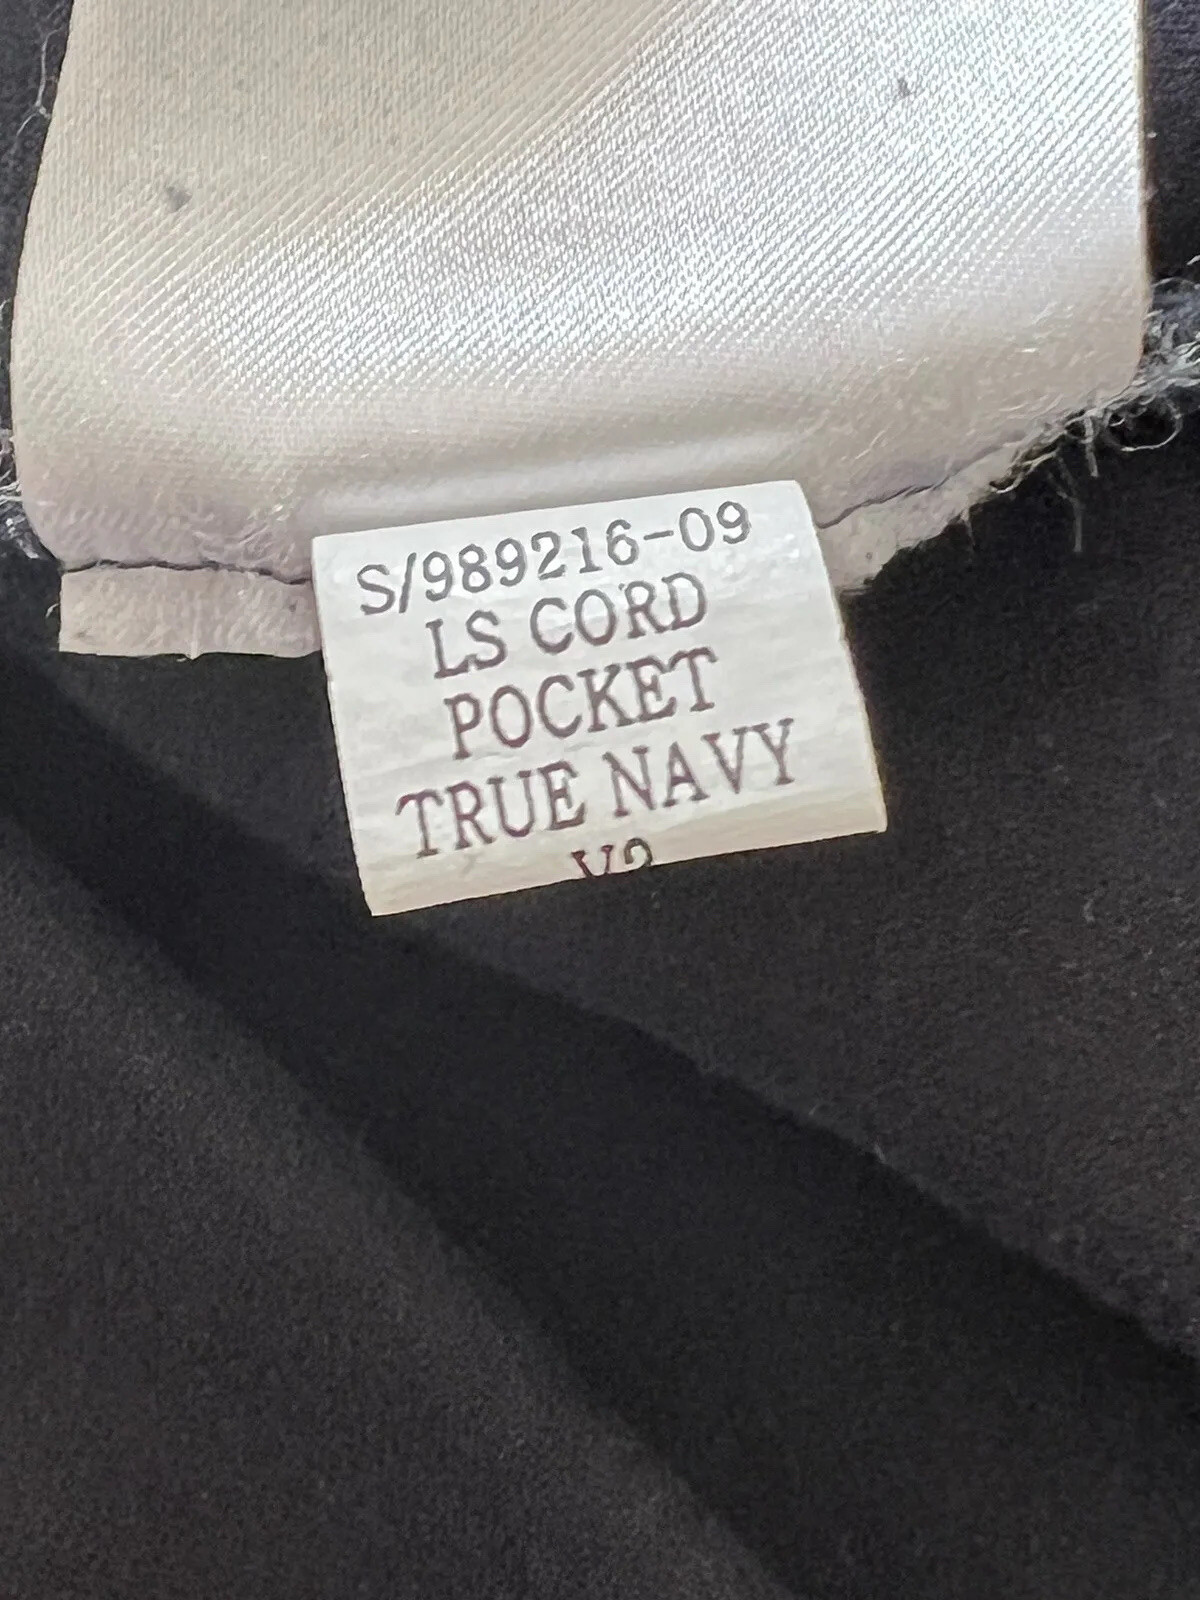 S/989216-09
LS CORD
POCKET
TRUE NAVY